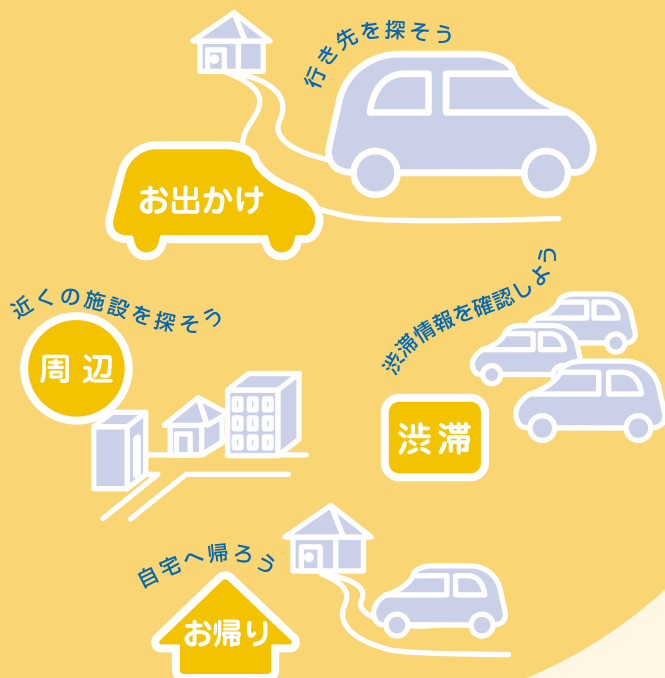 行き先を探そう
お出かけ
近くの施設を探そう
周辺
渋滞情報を確認しよう
渋滞
自宅へ帰ろう
お帰り